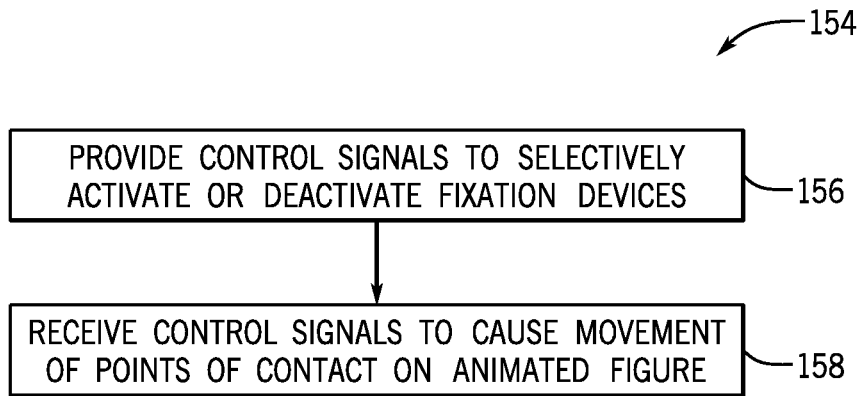 154
PROVIDE CONTROL SIGNALS TO SELECTIVELY
ACTIVATE OR DEACTIVATE FIXATION DEVICES
156
RECEIVE CONTROL SIGNALS TO CAUSE MOVEMENT
OF POINTS OF CONTACT ON ANIMATED FIGURE
158